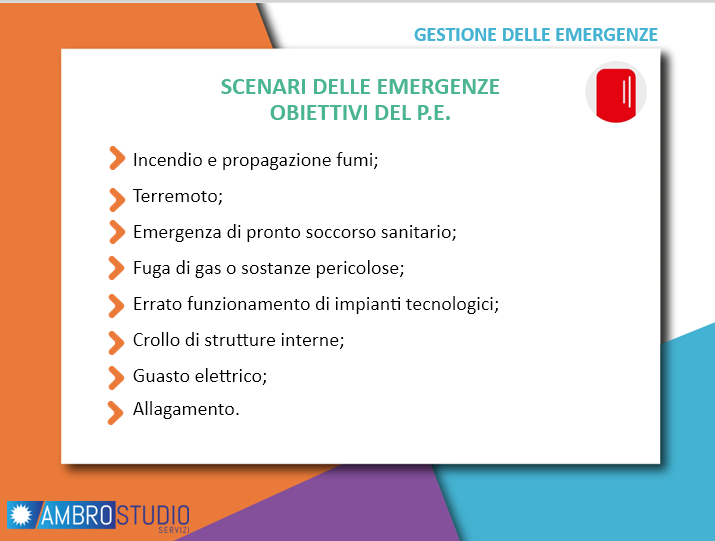 GESTIONE DELLE EMERGENZE
SCENARI DELLE EMERGENZE
OBIETTIVI DEL P.E.
Incendio e propagazione fumi;
Terremoto;
Emergenza di pronto soccorso sanitario;
Fuga di gas o sostanze pericolose;
Errato funzionamento di impianti tecnologici;
Crollo di strutture interne;
Guasto elettrico;
Allagamento.
AMBROSTUDIO
SERVIZI